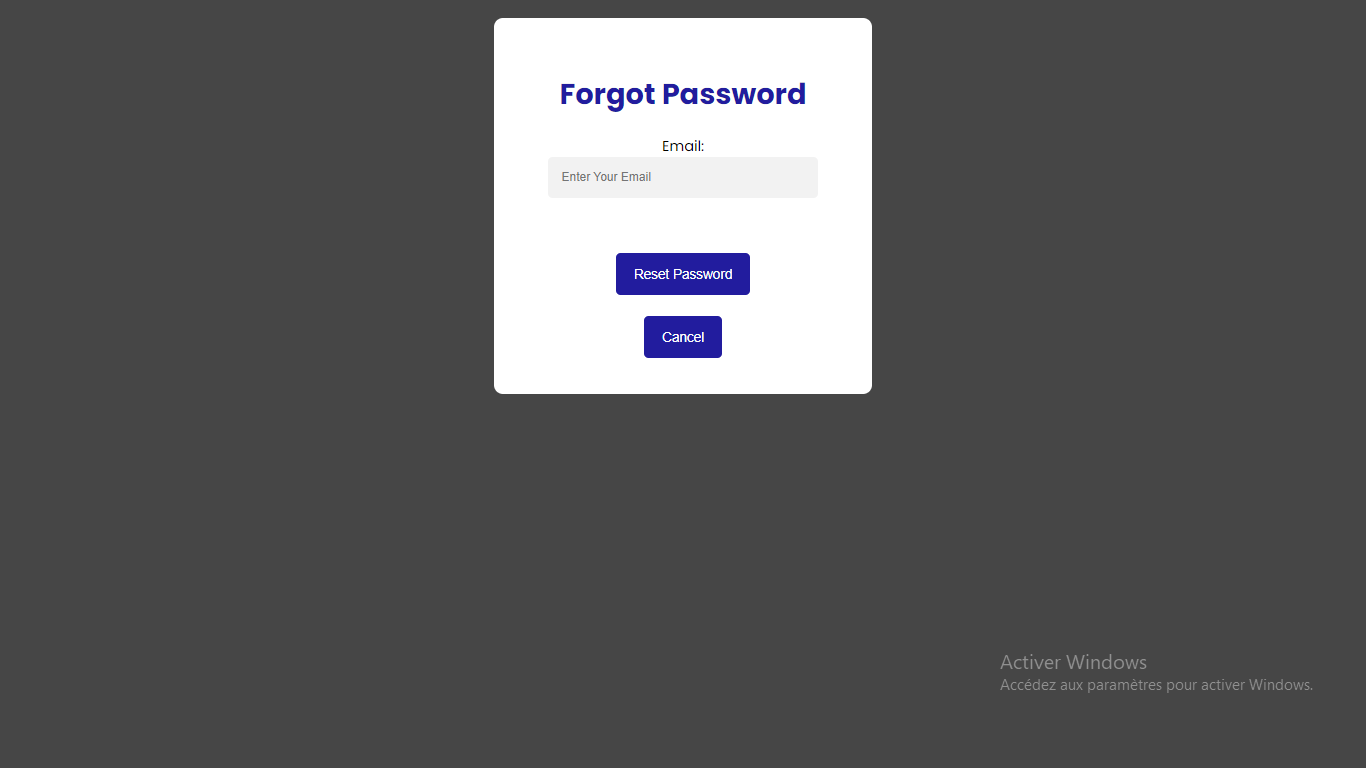 Forgot Password
Email:
Enter Your Email
Reset Password
Cancel
Activer Windows
Accédez aux paramètres pour activer Windows.